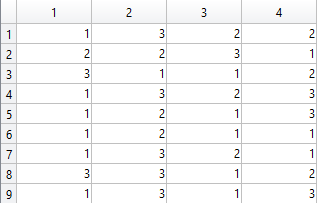 1 2 3 4
1 1 3 2 2
2 2 2 3 1
3 3 1 1 2
4 1 3 2 3
5 1 2 1 3
6 1 2 1 1
7 1 3 2 1
8 3 3 1 2
9 1 3 1 3